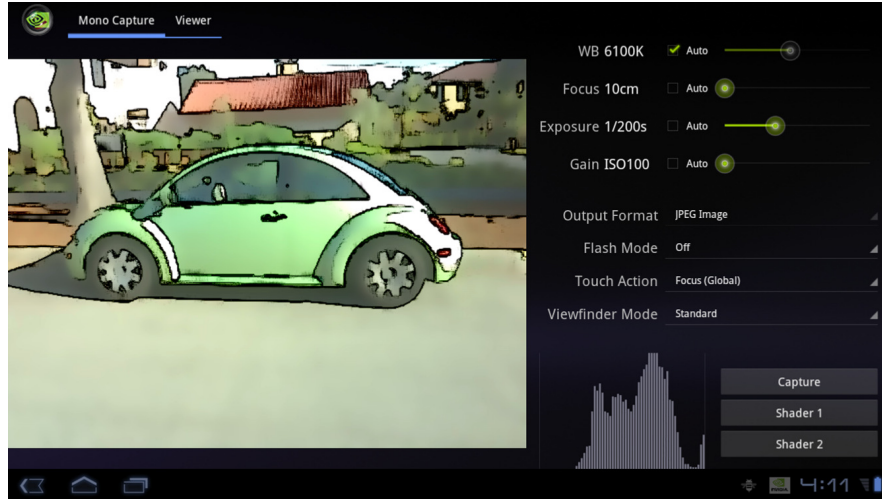 Mono Capture Viewer
WB 6100K Auto
Focus 10cm Auto
Exposure 1/200s Auto
Gain ISO100 Auto
Output Format JPEG Image
Flash Mode Off
Touch Action Focus (Global)
Viewfinder Mode Standard
Capture
Shader 1
Shader 2
4:11